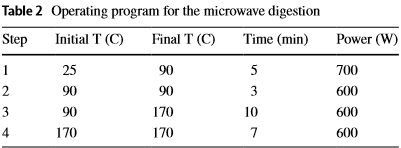 Table 2 Operating program for the microwave digestion
Step Initial T (C) Final T (C) Time (min) Power (W)
1 25 90 5 700
2 90 90 3 600
3 90 170 10 600
4 170 170 7 600